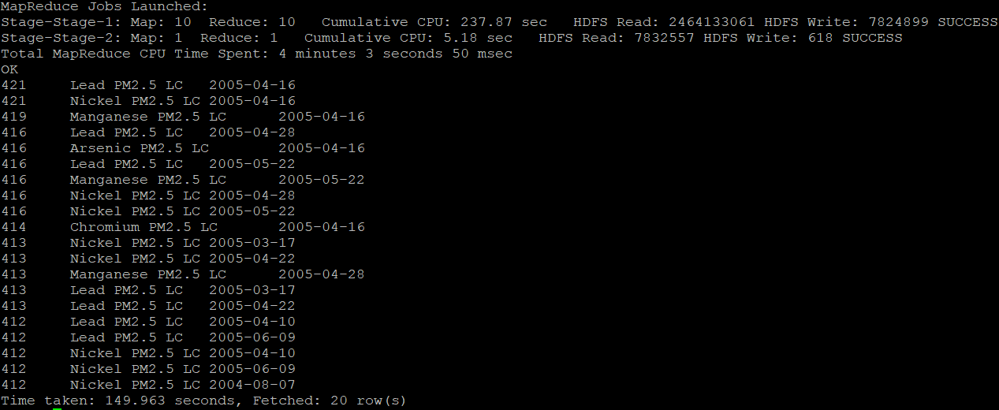 MapReduce Jobs Launched:
Stage-Stage-1: Map: 10  Reduce: 10   Cumulative CPU: 237.87 sec   HDFS Read: 2464133061 HDFS Write: 7824899 SUCCESS
Stage-Stage-2: Map: 1  Reduce: 1   Cumulative CPU: 5.18 sec   HDFS Read: 7832557 HDFS Write: 618 SUCCESS
Total MapReduce CPU Time Spent: 4 minutes 3 seconds 50 msec
OK
421     Lead PM2.5 LC   2005-04-16
421     Nickel PM2.5 LC 2005-04-16
419     Manganese PM2.5 LC      2005-04-16
416     Lead PM2.5 LC   2005-04-28
416     Arsenic PM2.5 LC        2005-04-16
416     Lead PM2.5 LC   2005-05-22
416     Manganese PM2.5 LC      2005-05-22
416     Nickel PM2.5 LC 2005-04-28
416     Nickel PM2.5 LC 2005-05-22
414     Chromium PM2.5 LC       2005-04-16
413     Nickel PM2.5 LC 2005-03-17
413     Nickel PM2.5 LC 2005-04-22
413     Manganese PM2.5 LC      2005-04-28
413     Lead PM2.5 LC   2005-03-17
413     Lead PM2.5 LC   2005-04-22
412     Lead PM2.5 LC   2005-04-10
412     Lead PM2.5 LC   2005-06-09
412     Nickel PM2.5 LC 2005-04-10
412     Nickel PM2.5 LC 2005-06-09
412     Nickel PM2.5 LC 2004-08-07
Time taken: 149.963 seconds, Fetched: 20 row(s)